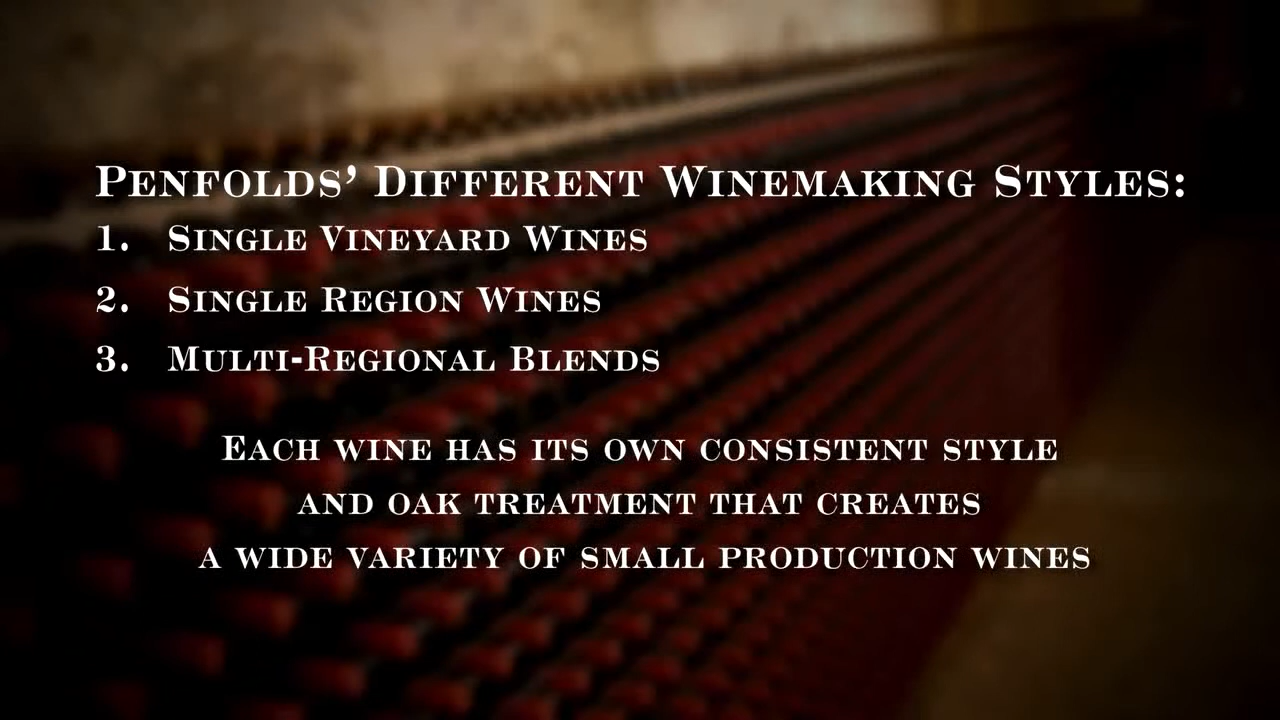 Penfolds’ Different Winemaking Styles:
1. Single Vineyard Wines
2. Single Region Wines
3. Multi-Regional Blends
Each wine has its own consistent style
and oak treatment that creates
a wide variety of small production wines